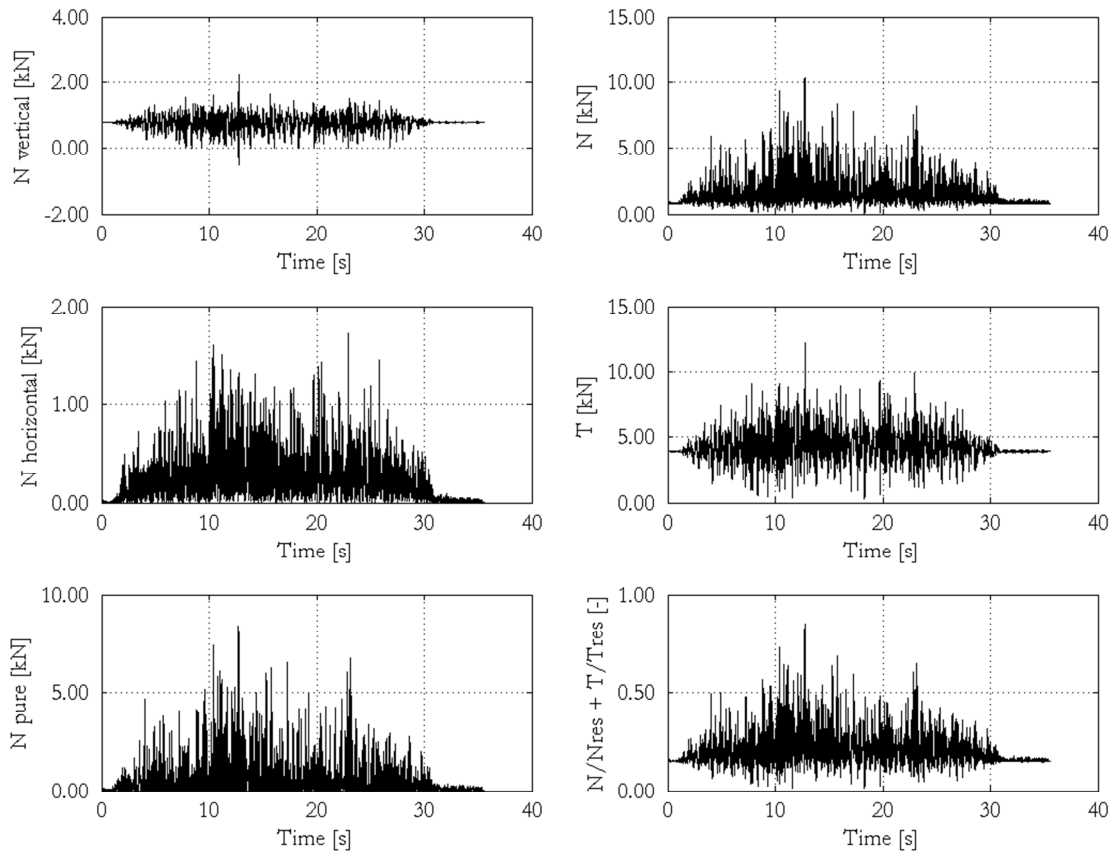 4.00
2.00
0.00
-2.00
N vertical [kN]
0 10 20 30 40
Time [s]
15.00
10.00
5.00
0.00
N [kN]
0 10 20 30 40
Time [s]
2.00
1.00
0.00
N horizontal [kN]
0 10 20 30 40
Time [s]
15.00
10.00
5.00
0.00
T [kN]
0 10 20 30 40
Time [s]
10.00
5.00
0.00
N pure [kN]
0 10 20 30 40
Time [s]
1.00
0.50
0.00
N/Nres + T/Tres [-]
0 10 20 30 40
Time [s]